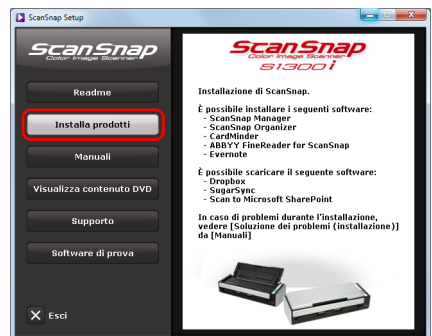 ScanSnap Setup
ScanSnap
Color Image Scanner
Readme
Installa prodotti
Manuali
Visualizza contenuto DVD
Supporto
Software di prova
Esci
ScanSnap
Color Image Scanner
S1300i
Installazione di ScanSnap.
È possibile installare i seguenti software:
- ScanSnap Manager
- ScanSnap Organizer
- CardMinder
- ABBYY FineReader for ScanSnap
- Evernote
È possibile scaricare il seguente software:
- Dropbox
- SugarSync
- Scan to Microsoft SharePoint
In caso di problemi durante l'installazione,
vedere [Soluzione dei problemi (installazione)]
da [Manuali]